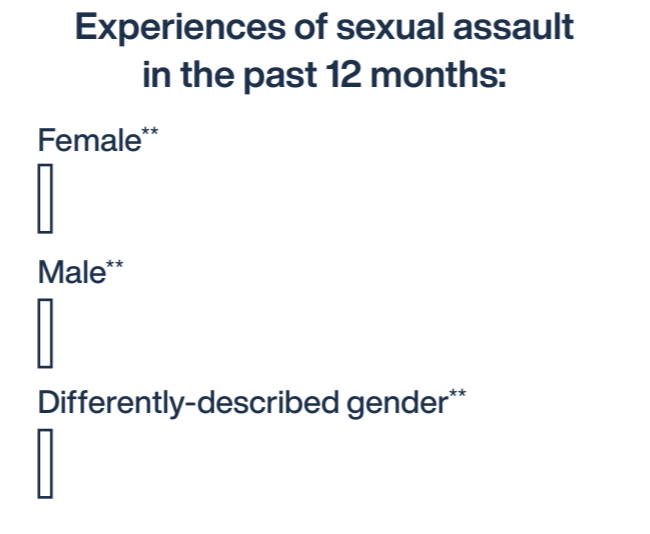 Experiences of sexual assault
in the past 12 months:
Female**
Male**
Differently-described gender**